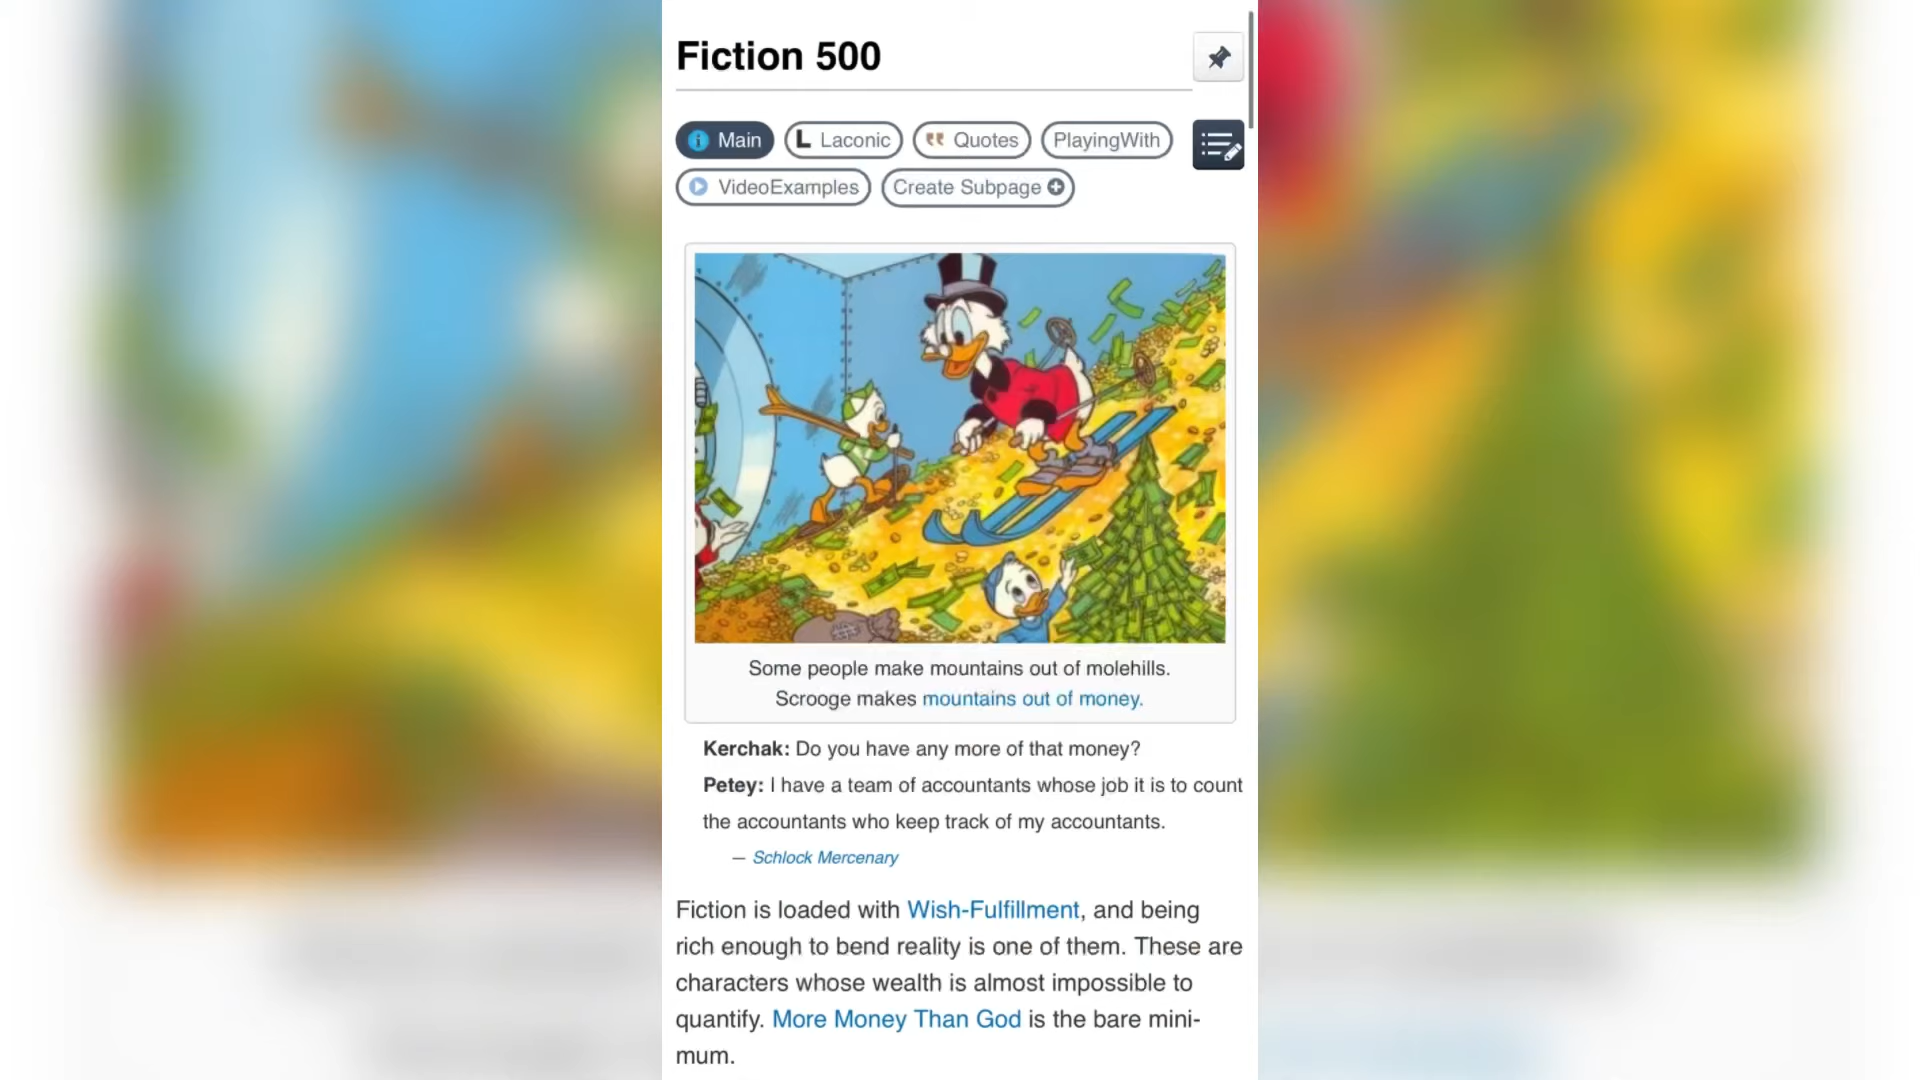 Fiction 500
Main
Laconic
Quotes
PlayingWith
VideoExamples
Create Subpage
Some people make mountains out of molehills.
Scrooge makes mountains out of money.
Kerchak: Do you have any more of that money?
Petey: I have a team of accountants whose job it is to count
the accountants who keep track of my accountants.
— Schlock Mercenary
Fiction is loaded with Wish-Fulfillment, and being
rich enough to bend reality is one of them. These are
characters whose wealth is almost impossible to
quantify. More Money Than God is the bare mini-
mum.